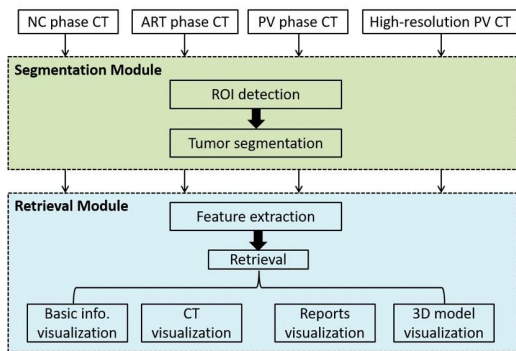 NC phase CT
ART phase CT
PV phase CT
High-resolution PV CT
Segmentation Module
ROI detection
Tumor segmentation
Retrieval Module
Feature extraction
Retrieval
Basic info.
visualization
CT
visualization
Reports
visualization
3D model
visualization